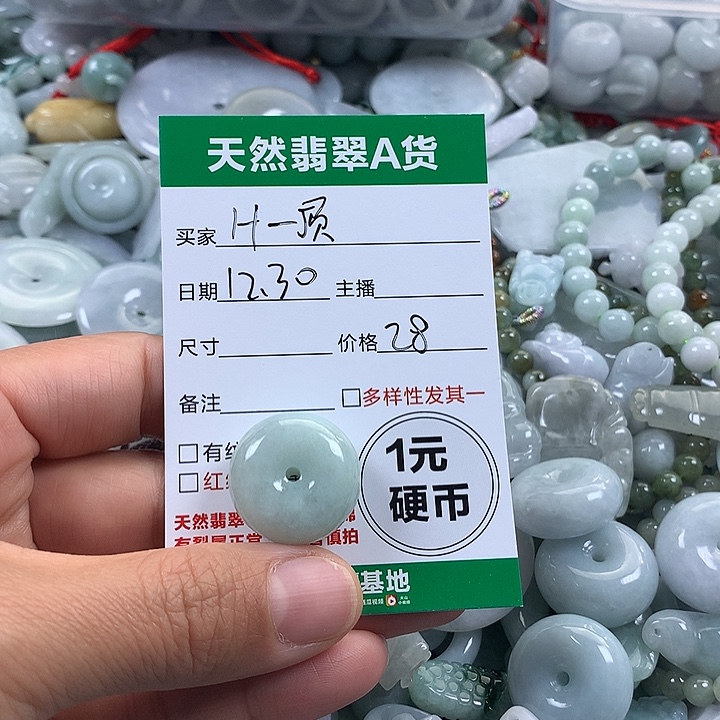 天然翡翠A货
买家 H一顾
日期 12.30 主播
尺寸 价格 28
备注 □多样性发其一
□有纹
□红
1元
硬币
天然翡翠
有裂属正常 慎拍
基地